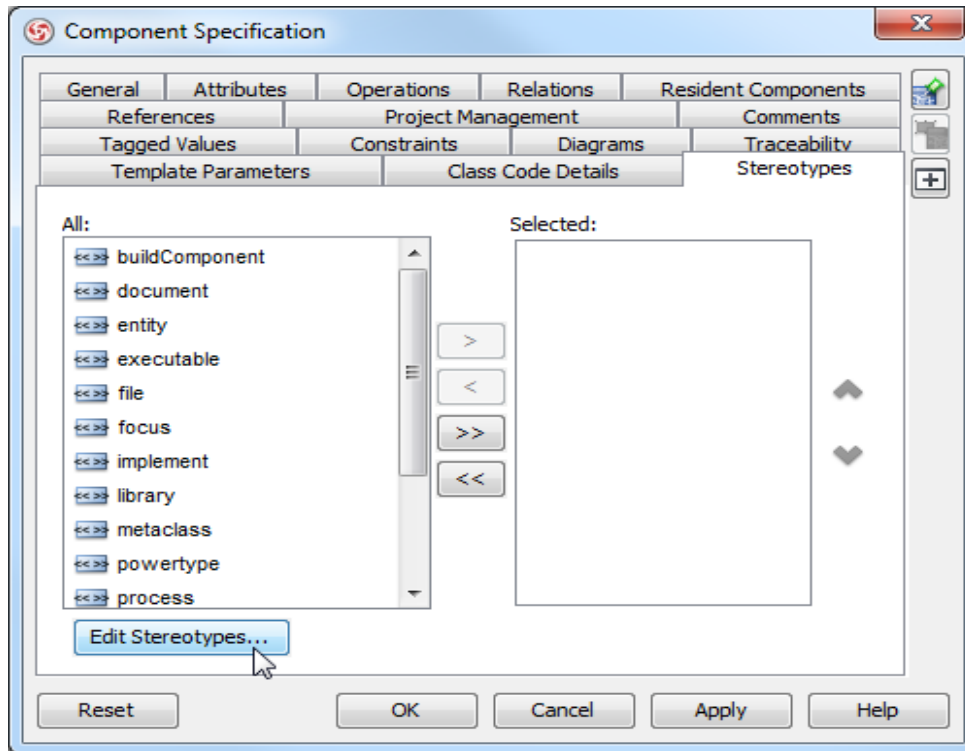 Component Specification
General Attributes Operations Relations Resident Components
References Project Management Comments
Tagged Values Constraints Diagrams Traceability
Template Parameters Class Code Details Stereotypes
All: Selected:
<<>> buildComponent
<<>> document
<<>> entity
<<>> executable
<<>> file
<<>> focus
<<>> implement
<<>> library
<<>> metaclass
<<>> powertype
<<>> process
>
<
>>
<<
Edit Stereotypes...
Reset OK Cancel Apply Help